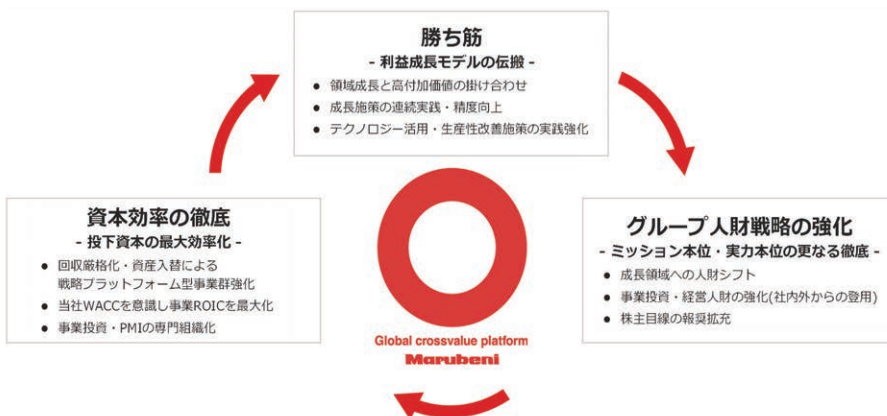 勝ち筋
- 利益成長モデルの伝搬 -
● 領域成長と高付加価値の掛け合わせ
● 成長施策の連続実践・精度向上
● テクノロジー活用・生産性改善施策の実践強化
資本効率の徹底
- 投下資本の最大効率化 -
● 回収厳格化・資産入替による
戦略プラットフォーム型事業群強化
● 当社WACCを意識し事業ROICを最大化
● 事業投資・PMIの専門組織化
グループ人財戦略の強化
- ミッション本位・実力本位の更なる徹底 -
● 成長領域への人財シフト
● 事業投資・経営人財の強化(社内外からの登用)
● 株主目線の報奨拡充
Global crossvalue platform
Marubeni